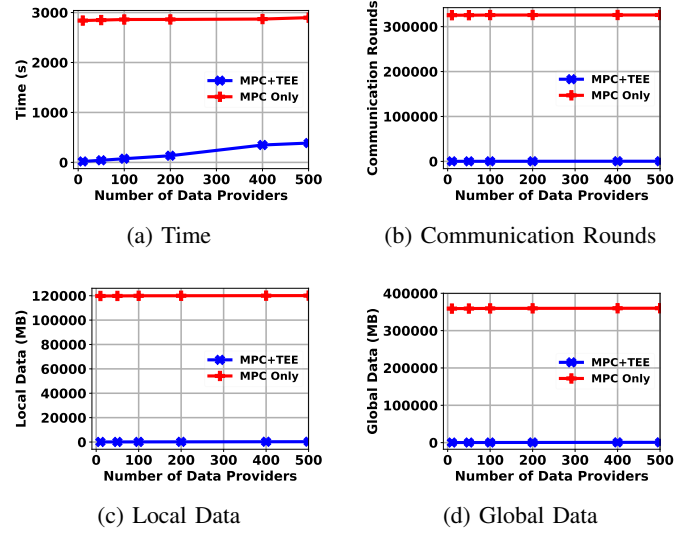 3000
2000
1000
0
Time (s)
MPC+TEE
MPC Only
0 100 200 300 400 500
Number of Data Providers
(a) Time
300000
200000
100000
0
Communication Rounds
MPC+TEE
MPC Only
0 100 200 300 400 500
Number of Data Providers
(b) Communication Rounds
120000
100000
80000
60000
40000
20000
0
Local Data (MB)
MPC+TEE
MPC Only
0 100 200 300 400 500
Number of Data Providers
(c) Local Data
400000
300000
200000
100000
0
Global Data (MB)
MPC+TEE
MPC Only
0 100 200 300 400 500
Number of Data Providers
(d) Global Data